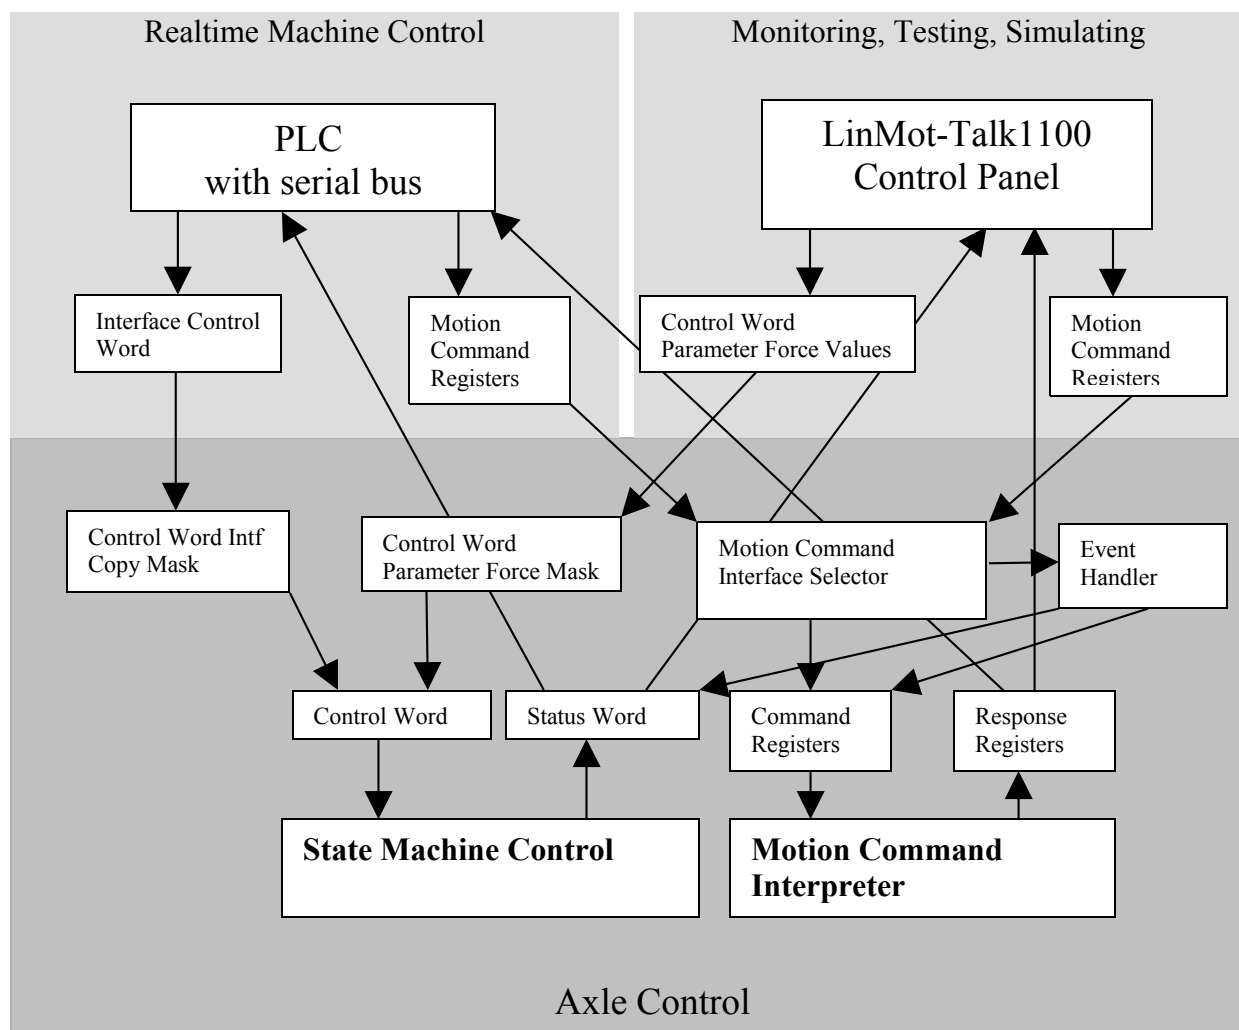 Realtime Machine Control
Monitoring, Testing, Simulating
PLC
with serial bus
LinMot-Talk1100
Control Panel
Interface Control
Word
Motion
Command
Registers
Control Word
Parameter Force Values
Motion
Command
Registers
Control Word Intf
Copy Mask
Control Word
Parameter Force Mask
Motion Command
Interface Selector
Event
Handler
Control Word
Status Word
Command
Registers
Response
Registers
State Machine Control
Motion Command
Interpreter
Axle Control